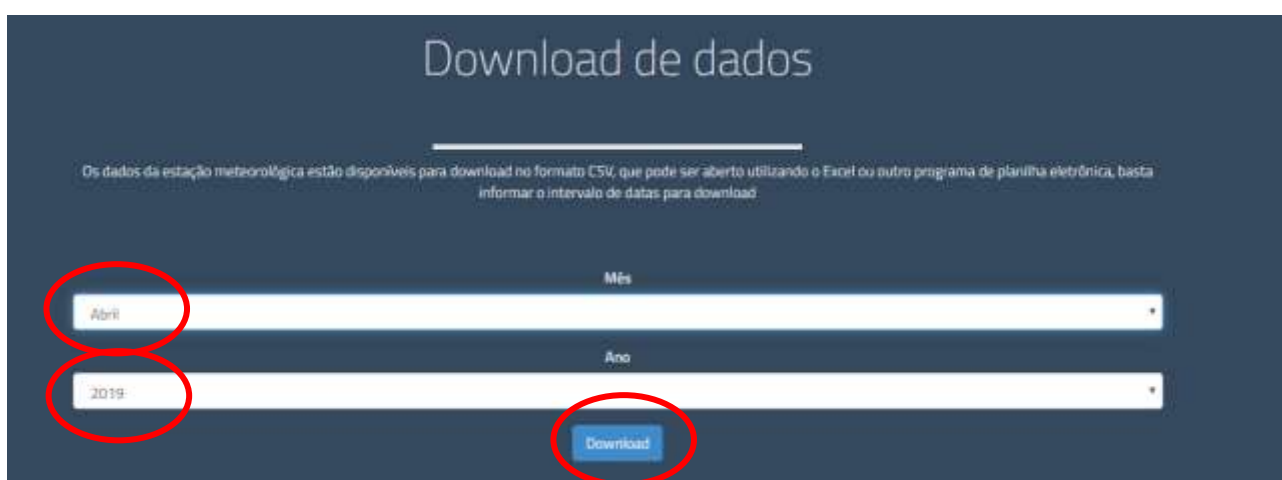 Download de dados
Os dados da estação meteorológica estão disponíveis para download no formato CSV, que pode ser aberto utilizando o Excel ou outro programa de planilha eletrônica, basta
informar o intervalo de datas para download
Mês
Abril
Ano
2019
Download